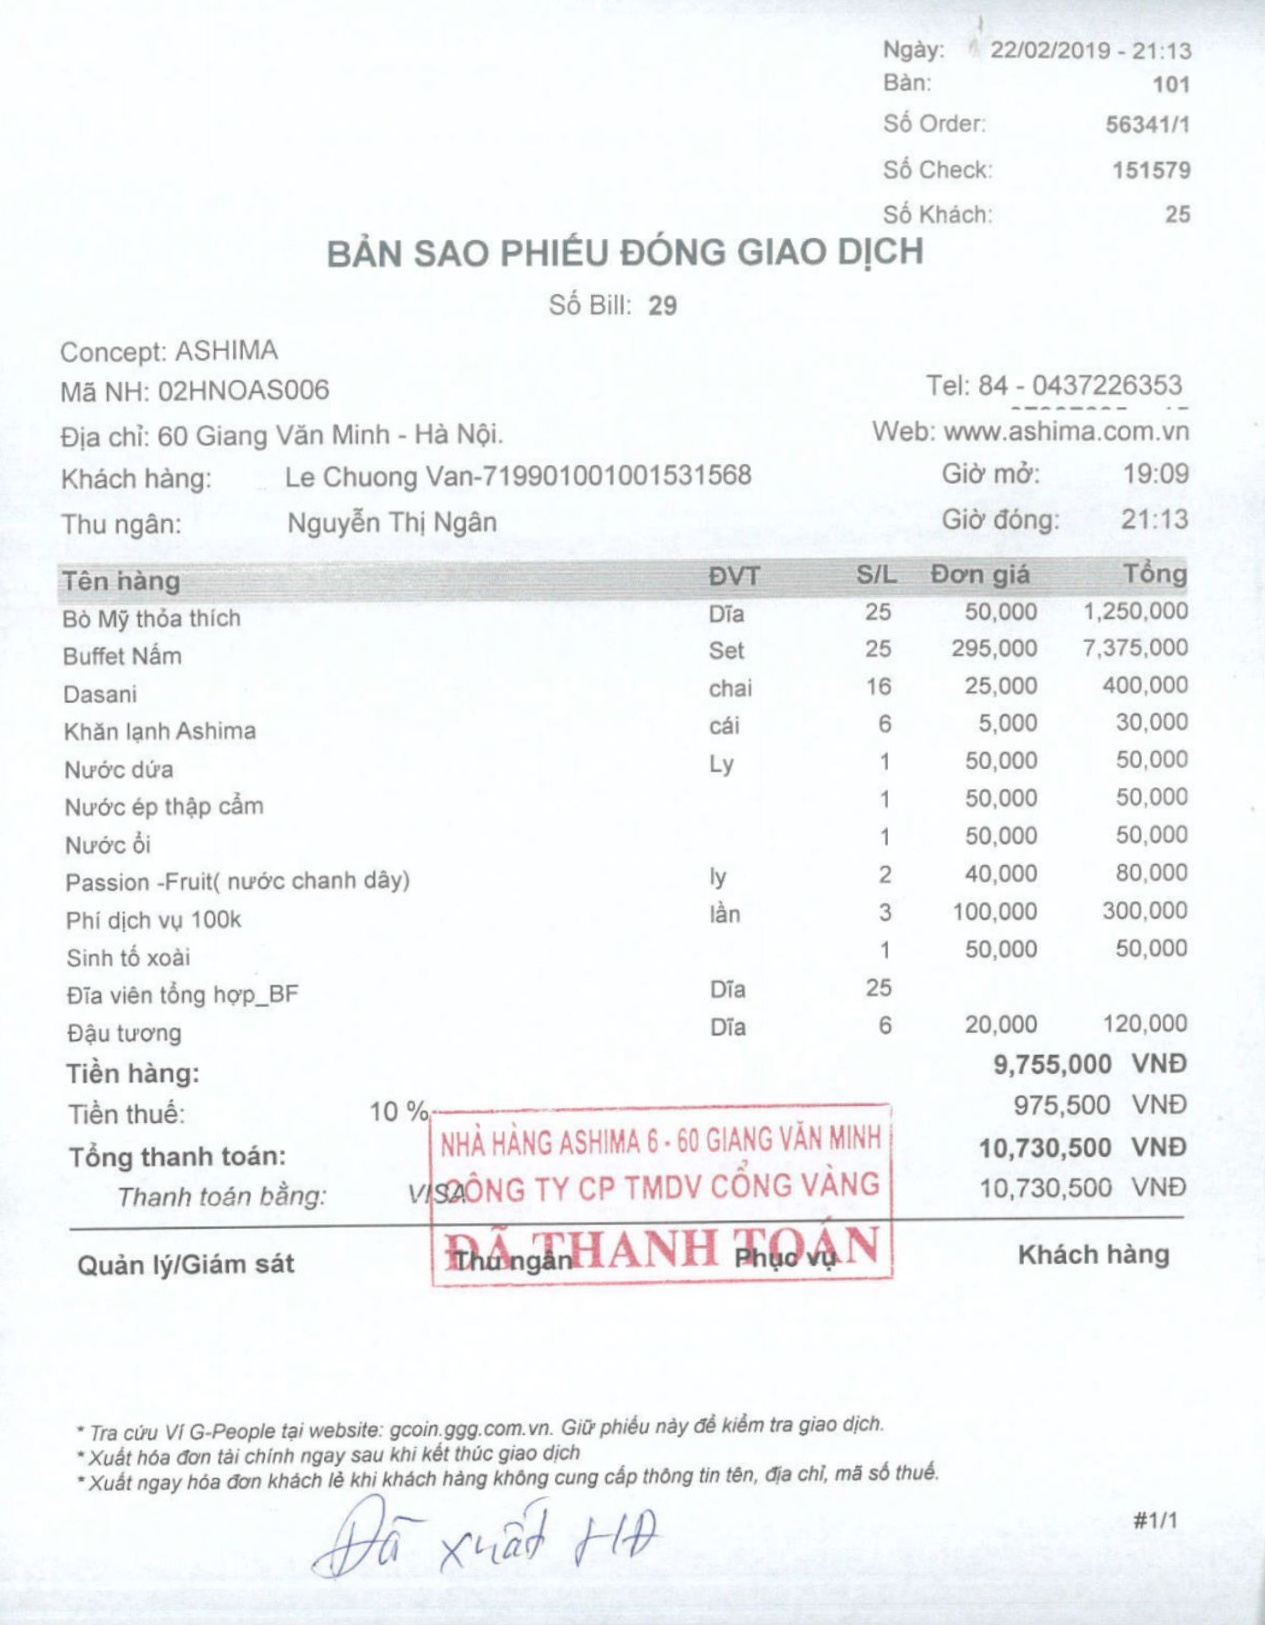 Ngày: 22/02/2019 - 21:13
Bàn: 101
Số Order: 56341/1
Số Check: 151579
Số Khách: 25
BẢN SAO PHIẾU ĐÓNG GIAO DỊCH
Số Bill: 29
Concept: ASHIMA
Mã NH: 02HNOAS006 Tel: 84 - 0437226353
Địa chỉ: 60 Giang Văn Minh - Hà Nội. Web: www.ashima.com.vn
Khách hàng: Le Chuong Van-719901001001531568 Giờ mở: 19:09
Thu ngân: Nguyễn Thị Ngân Giờ đóng: 21:13
Tên hàng ĐVT S/L Đơn giá Tổng
Bò Mỹ thỏa thích Dĩa 25 50,000 1,250,000
Buffet Nấm Set 25 295,000 7,375,000
Dasani chai 16 25,000 400,000
Khăn lạnh Ashima cái 6 5,000 30,000
Nước dứa Ly 1 50,000 50,000
Nước ép thập cẩm 1 50,000 50,000
Nước ổi 1 50,000 50,000
Passion -Fruit( nước chanh dây) ly 2 40,000 80,000
Phí dịch vụ 100k lần 3 100,000 300,000
Sinh tố xoài 1 50,000 50,000
Đĩa viên tổng hợp_BF Dĩa 25
Đậu tương Dĩa 6 20,000 120,000
Tiền hàng: 9,755,000 VNĐ
Tiền thuế: 10 % 975,500 VNĐ
NHÀ HÀNG ASHIMA 6 - 60 GIANG VĂN MINH
Tổng thanh toán: 10,730,500 VNĐ
CÔNG TY CP TMDV CỔNG VÀNG
Thanh toán bằng: VISA 10,730,500 VNĐ
ĐÃ THANH TOÁN
Quản lý/Giám sát Thu ngân Phục vụ Khách hàng
* Tra cứu Ví G-People tại website: gcoin.ggg.com.vn. Giữ phiếu này để kiểm tra giao dịch.
* Xuất hóa đơn tài chính ngay sau khi kết thúc giao dịch
* Xuất ngay hóa đơn khách lẻ khi khách hàng không cung cấp thông tin tên, địa chỉ, mã số thuế.
Đã xuất HĐ
#1/1